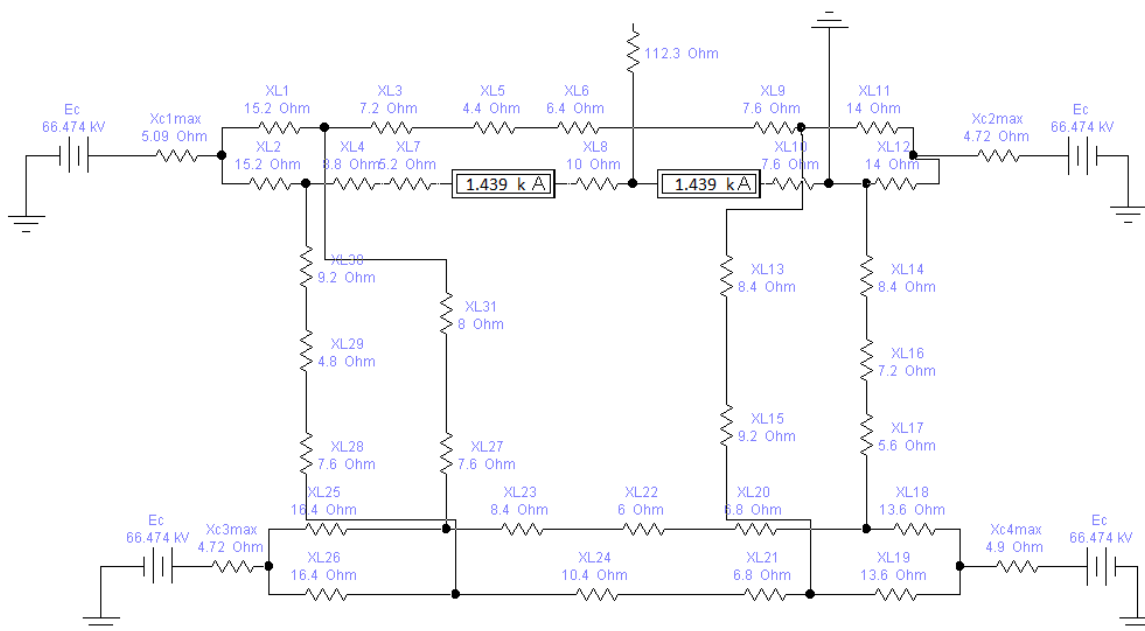 112.3 Ohm
XL1
15.2 Ohm
XL3
7.2 Ohm
XL5
4.4 Ohm
XL6
6.4 Ohm
XL9
7.6 Ohm
XL11
14 Ohm
Ec
66.474 kV
Xc1max
5.09 Ohm
Xc2max
4.72 Ohm
Ec
66.474 kV
XL2
15.2 Ohm
XL4
8.8 Ohm
XL7
5.2 Ohm
1.439 k A
XL8
10 Ohm
1.439 k A
XL10
7.6 Ohm
XL12
14 Ohm
XL30
9.2 Ohm
XL31
8 Ohm
XL13
8.4 Ohm
XL14
8.4 Ohm
XL29
4.8 Ohm
XL16
7.2 Ohm
XL28
7.6 Ohm
XL27
7.6 Ohm
XL15
9.2 Ohm
XL17
5.6 Ohm
XL25
16.4 Ohm
XL23
8.4 Ohm
XL22
6 Ohm
XL20
6.8 Ohm
XL18
13.6 Ohm
Ec
66.474 kV
Xc3max
4.72 Ohm
Xc4max
4.9 Ohm
Ec
66.474 kV
XL26
16.4 Ohm
XL24
10.4 Ohm
XL21
6.8 Ohm
XL19
13.6 Ohm